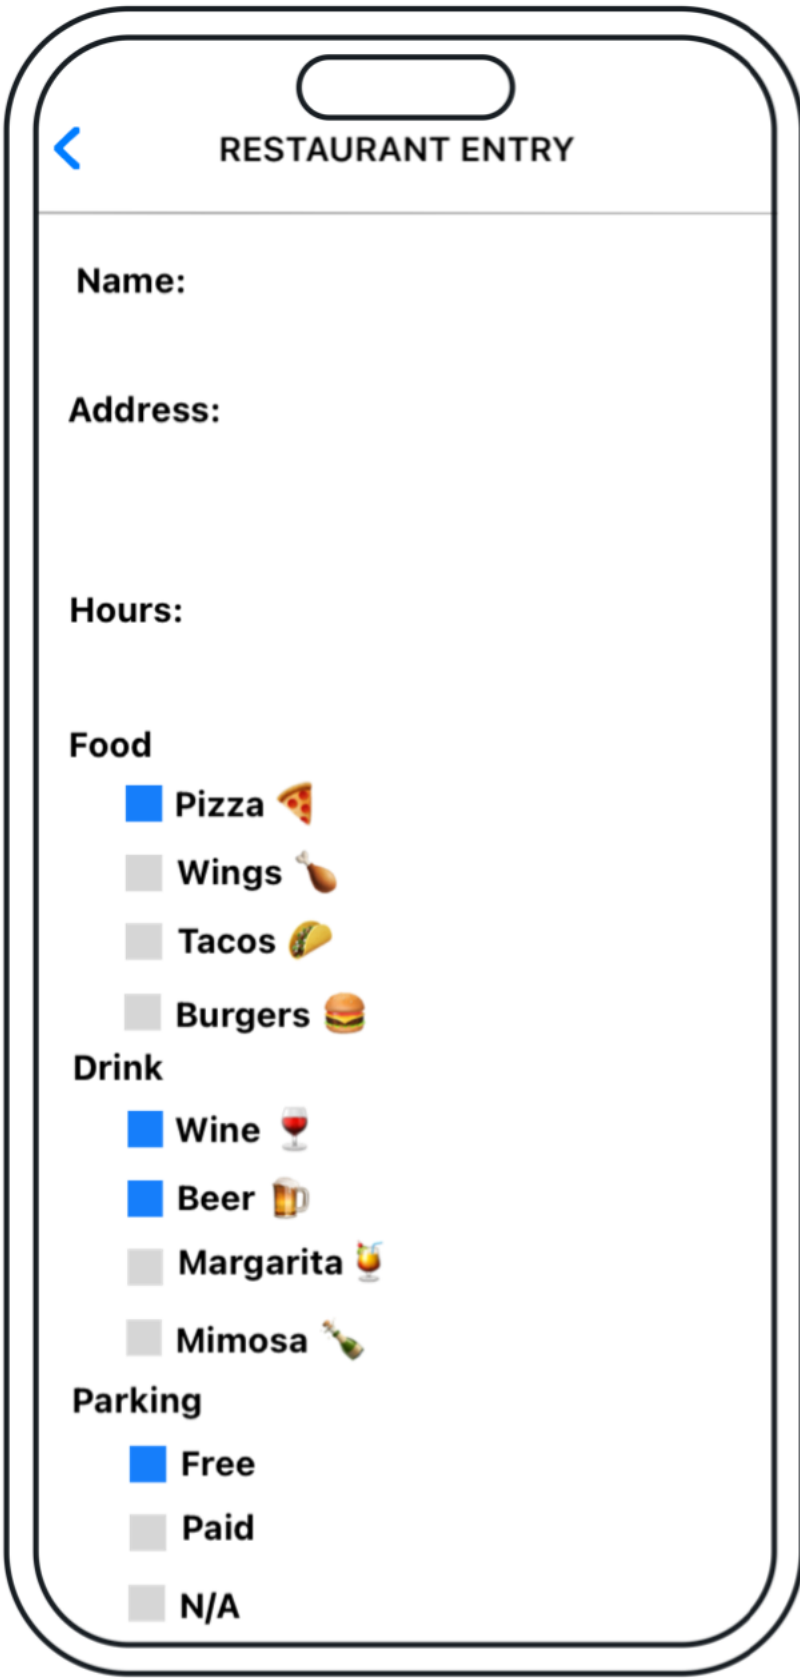 RESTAURANT ENTRY
Name:
Address:
Hours:
Food
Pizza 🍕
Wings 🍗
Tacos 🌮
Burgers 🍔
Drink
Wine 🍷
Beer 🍺
Margarita 🍹
Mimosa 🍾
Parking
Free
Paid
N/A